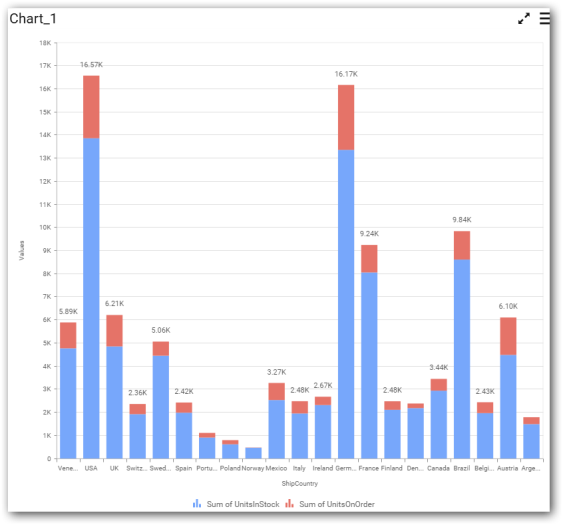 Chart_1
18K
17K
16K
15K
14K
13K
12K
11K
10K
9K
8K
7K
6K
5K
4K
3K
2K
1K
0
Values
5.89K
16.57K
6.21K
2.36K
5.06K
2.42K
3.27K
2.48K
2.67K
16.17K
9.24K
2.48K
3.44K
9.84K
2.43K
6.10K
Vene... USA UK Switz... Swed... Spain Portu... Poland Norway Mexico Italy Ireland Germ... France Finland Den... Canada Brazil Belgi... Austria Arge...
ShipCountry
Sum of UnitsInStock Sum of UnitsOnOrder